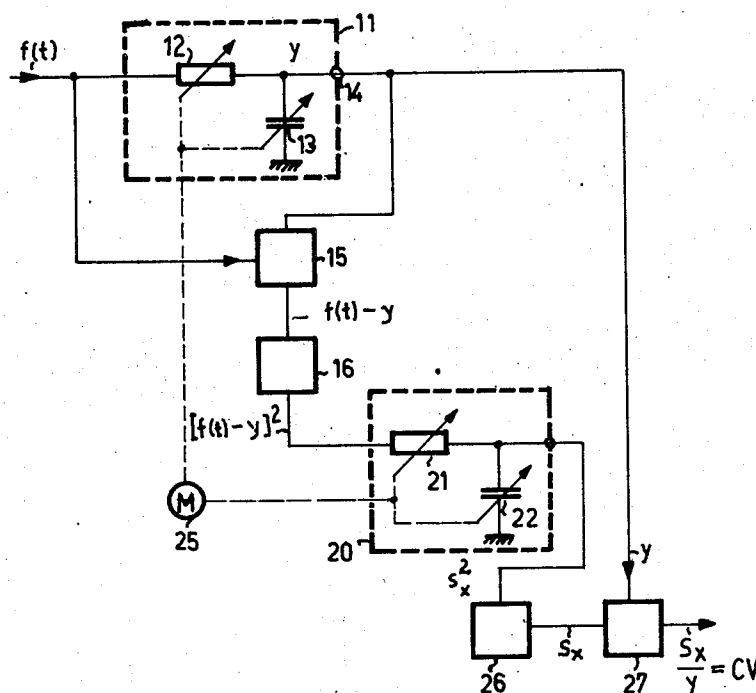 11
f(t)
12
y
14
13
15
f(t) – y
16
[f(t) – y]²
21
22
M
25
20
s²ₓ
y
Sₓ
Sₓ/y = CV
26
27